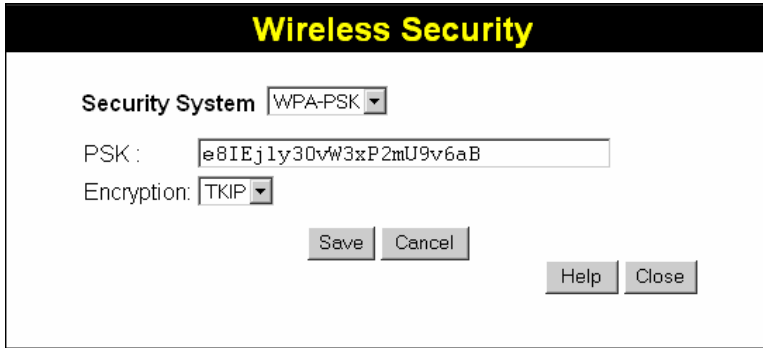 Wireless Security
Security System WPA-PSK
PSK : e8IEjly30vW3xP2mU9v6aB
Encryption: TKIP
Save Cancel
Help Close